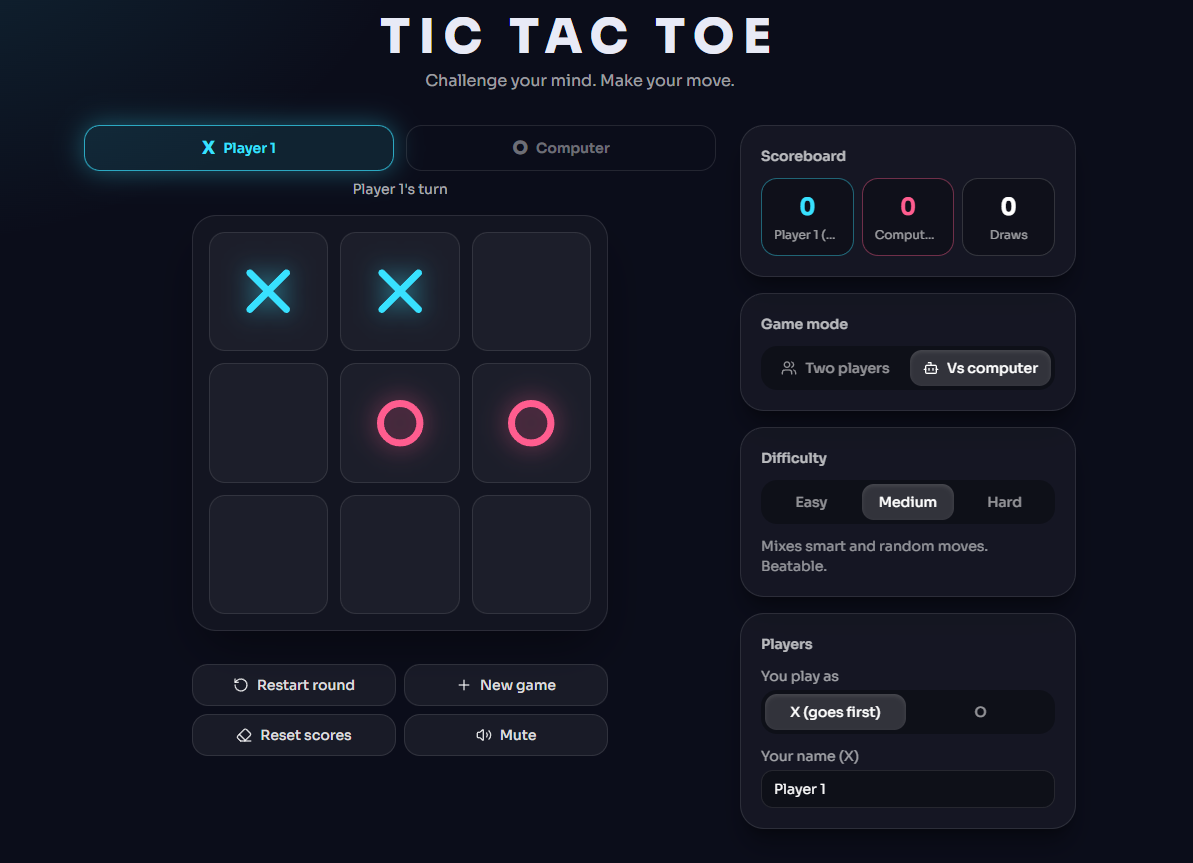 TIC TAC TOE
Challenge your mind. Make your move.
X Player 1
O Computer
Player 1's turn
Scoreboard
0
Player 1 (...
0
Comput...
0
Draws
Game mode
Two players
Vs computer
Difficulty
Easy
Medium
Hard
Mixes smart and random moves.
Beatable.
Players
You play as
X (goes first)
O
Your name (X)
Player 1
Restart round
New game
Reset scores
Mute